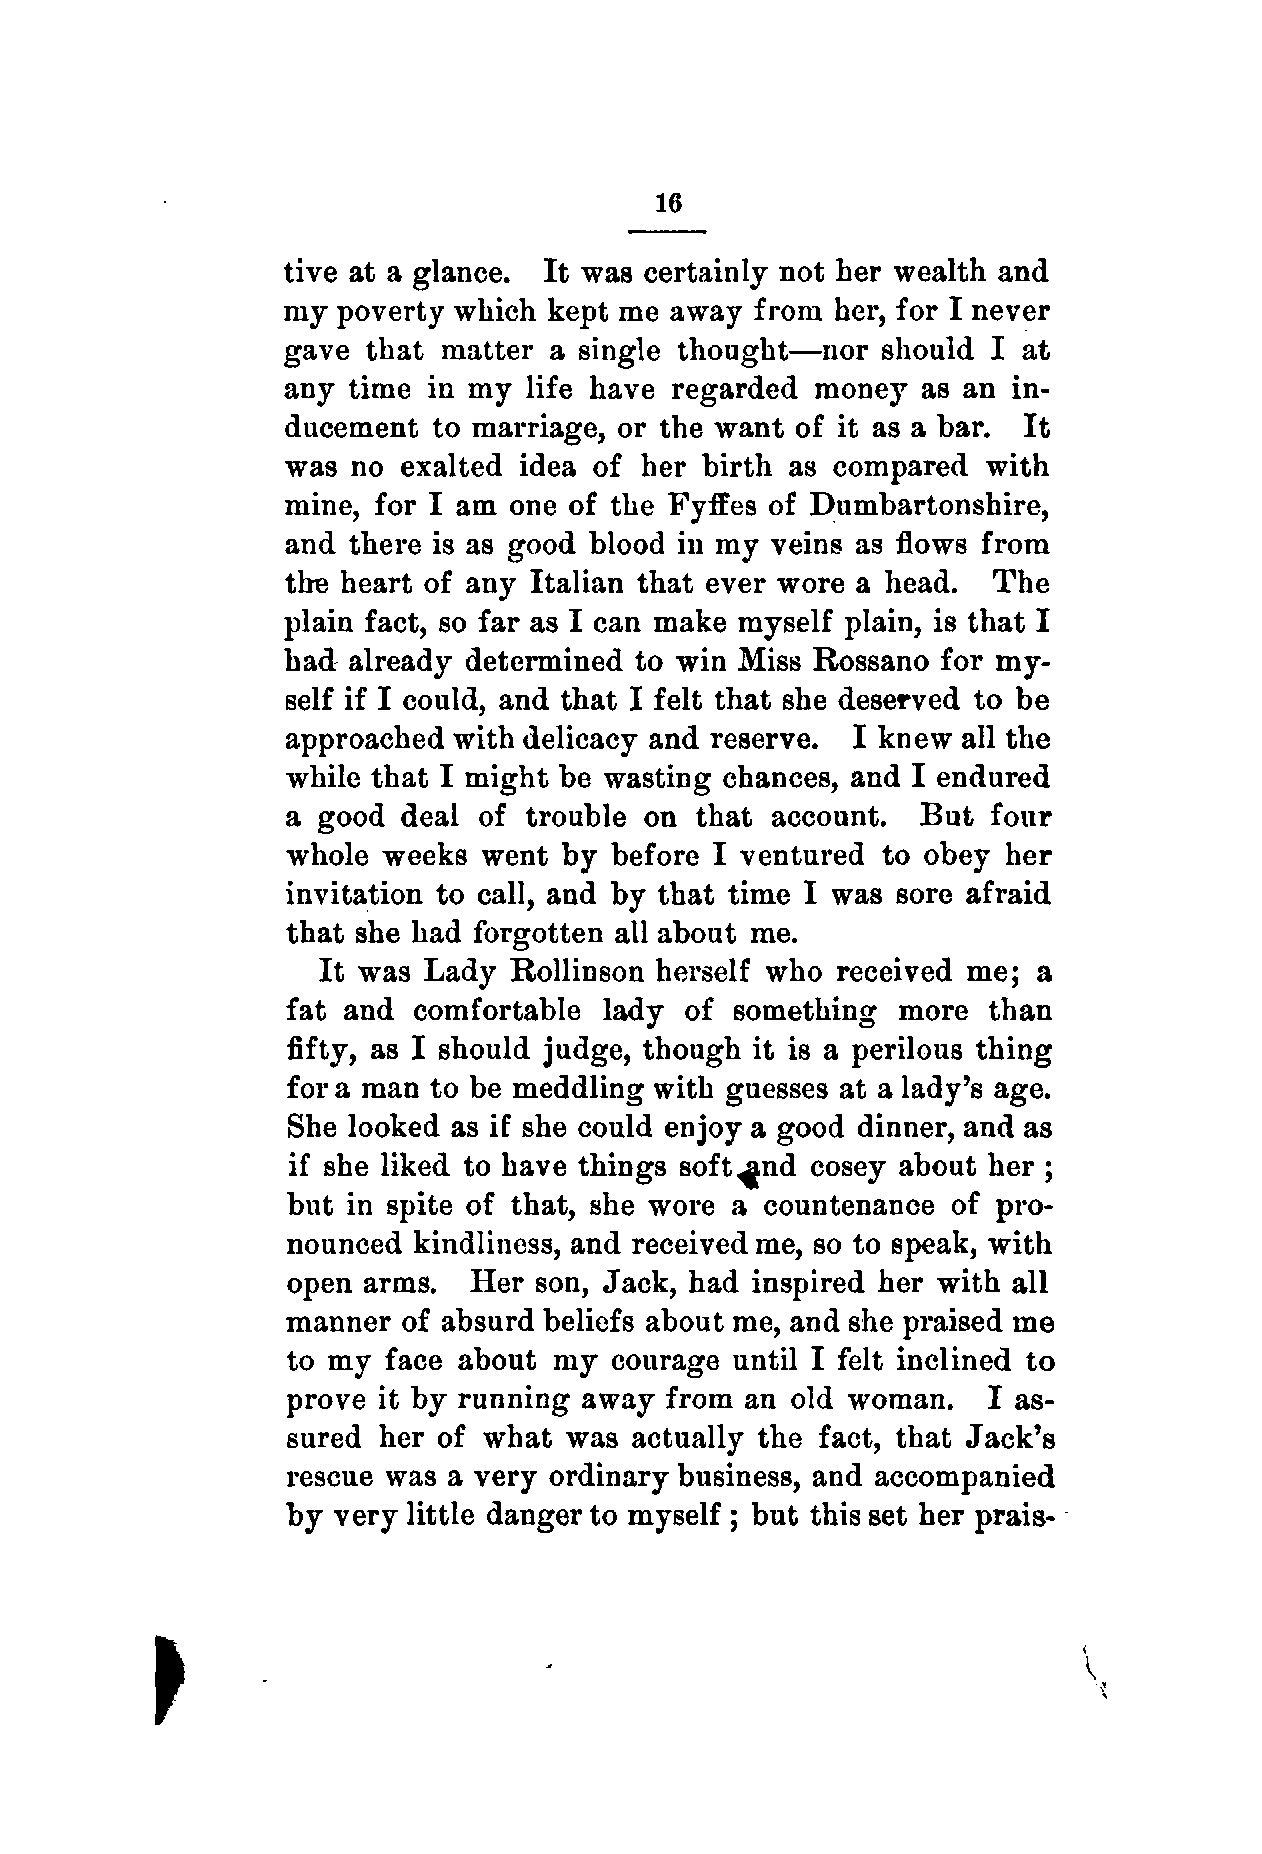 16
tive at a glance. It was certainly not her wealth and
my poverty which kept me away from her, for I never
gave that matter a single thought—nor should I at
any time in my life have regarded money as an in-
ducement to marriage, or the want of it as a bar. It
was no exalted idea of her birth as compared with
mine, for I am one of the Fyffes of Dumbartonshire,
and there is as good blood in my veins as flows from
the heart of any Italian that ever wore a head. The
plain fact, so far as I can make myself plain, is that I
had already determined to win Miss Rossano for my-
self if I could, and that I felt that she deserved to be
approached with delicacy and reserve. I knew all the
while that I might be wasting chances, and I endured
a good deal of trouble on that account. But four
whole weeks went by before I ventured to obey her
invitation to call, and by that time I was sore afraid
that she had forgotten all about me.
It was Lady Rollinson herself who received me; a
fat and comfortable lady of something more than
fifty, as I should judge, though it is a perilous thing
for a man to be meddling with guesses at a lady's age.
She looked as if she could enjoy a good dinner, and as
if she liked to have things soft and cosey about her ;
but in spite of that, she wore a countenance of pro-
nounced kindliness, and received me, so to speak, with
open arms. Her son, Jack, had inspired her with all
manner of absurd beliefs about me, and she praised me
to my face about my courage until I felt inclined to
prove it by running away from an old woman. I as-
sured her of what was actually the fact, that Jack's
rescue was a very ordinary business, and accompanied
by very little danger to myself ; but this set her prais-